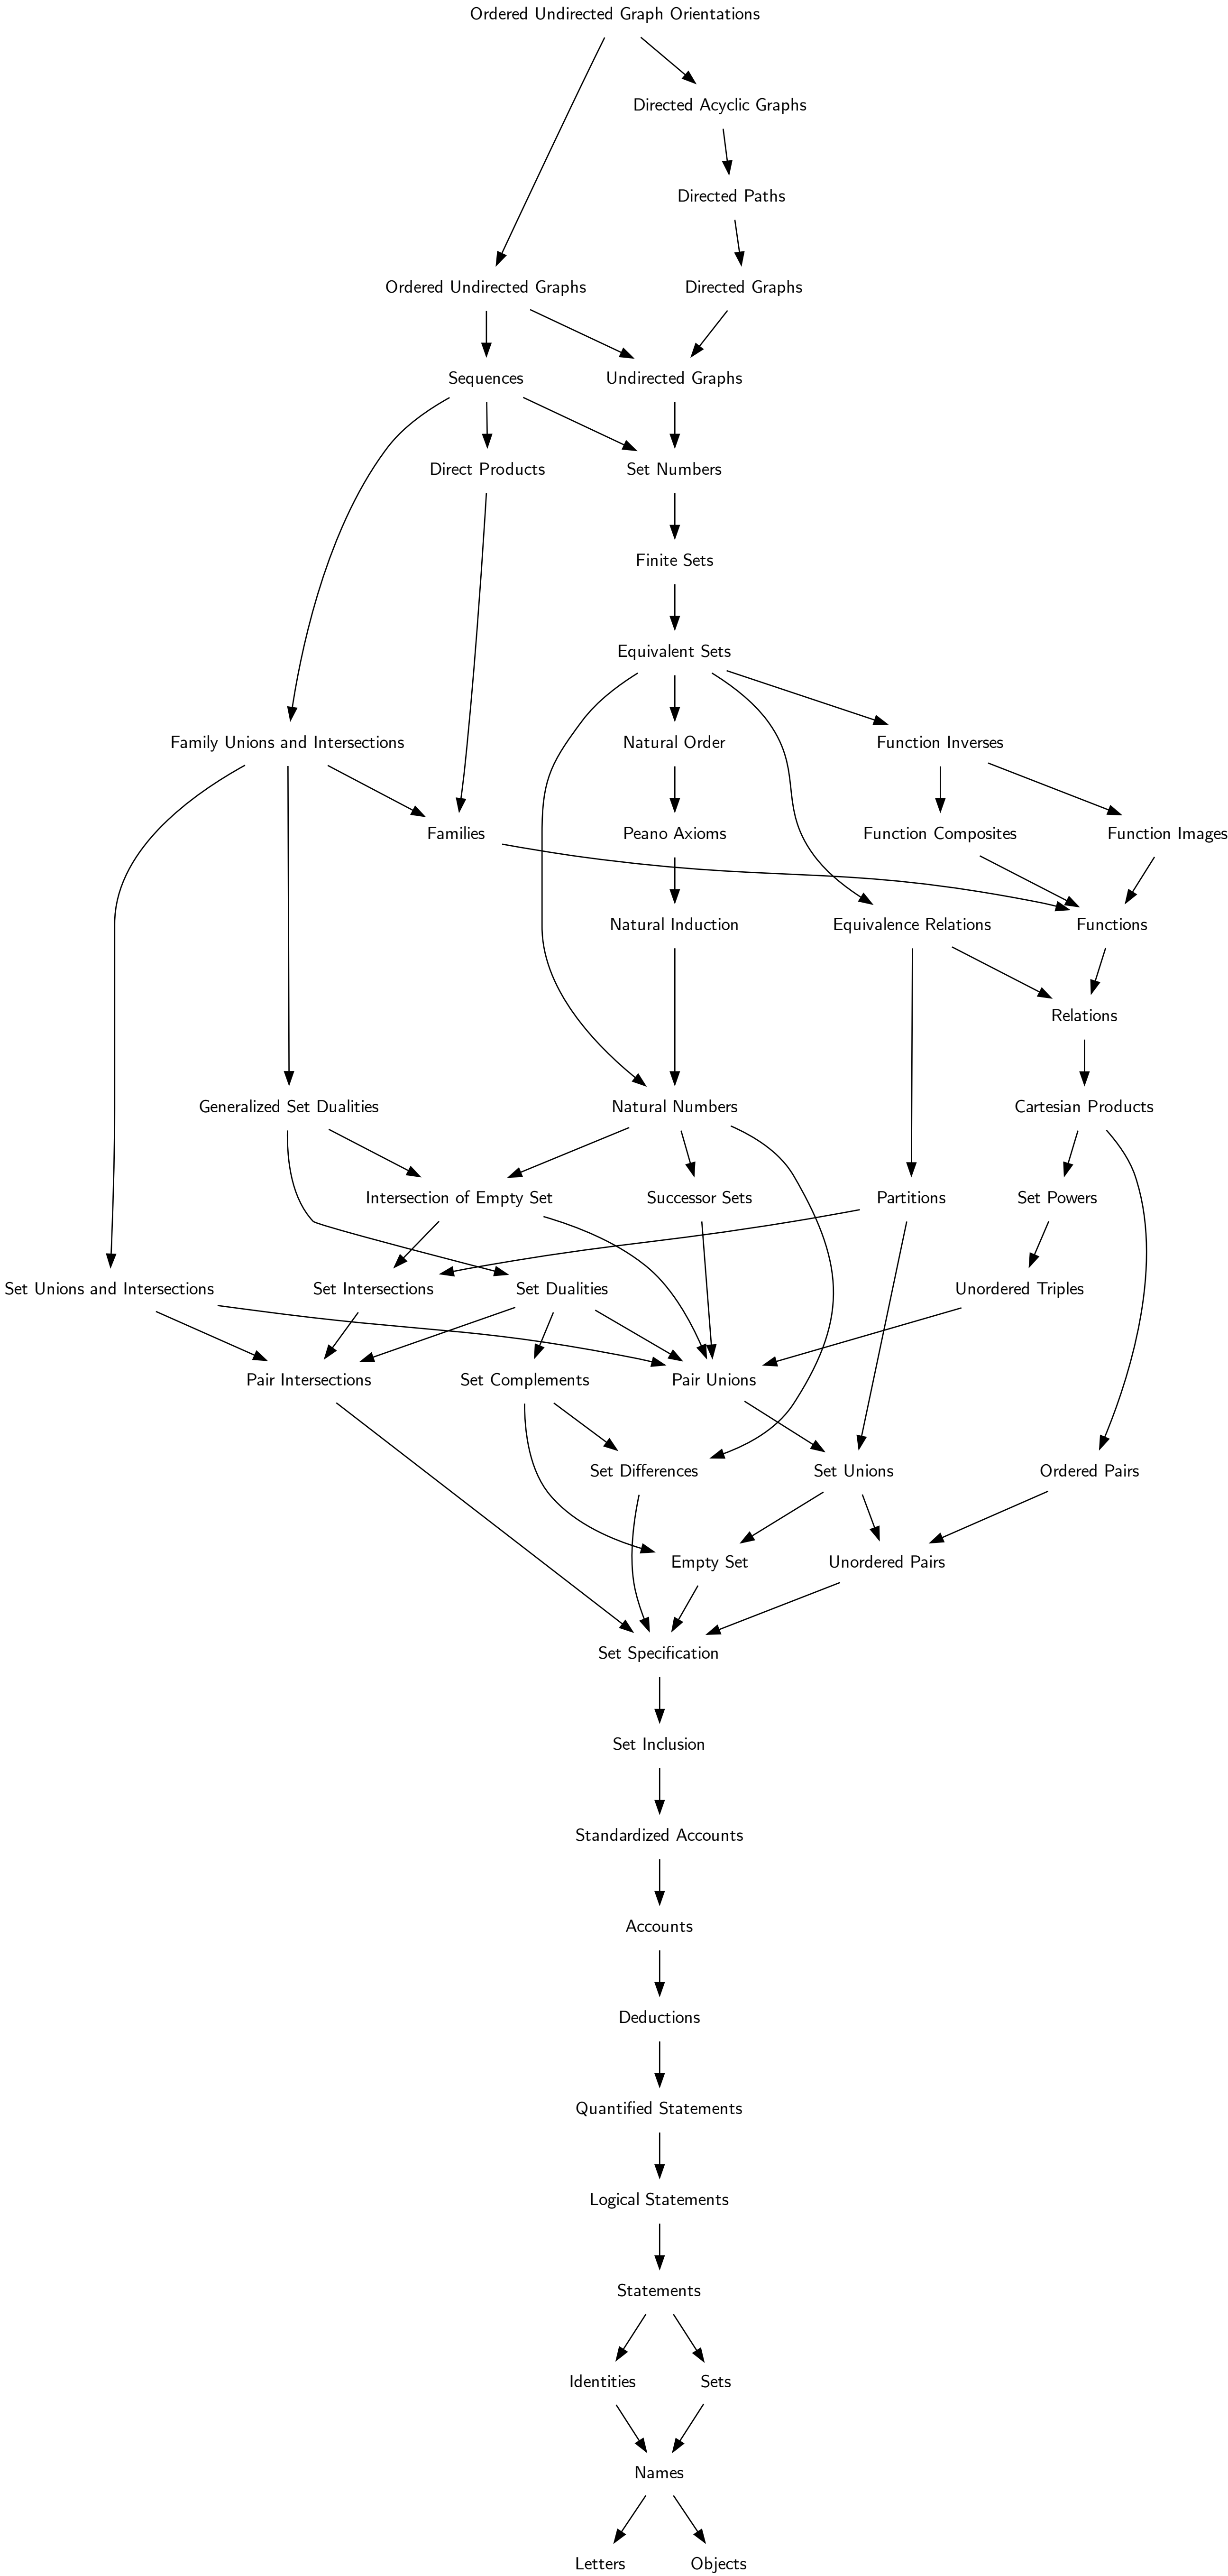 Ordered Undirected Graph Orientations
Directed Acyclic Graphs
Directed Paths
Ordered Undirected Graphs
Directed Graphs
Sequences
Undirected Graphs
Direct Products
Set Numbers
Finite Sets
Equivalent Sets
Family Unions and Intersections
Natural Order
Function Inverses
Families
Peano Axioms
Function Composites
Function Images
Natural Induction
Equivalence Relations
Functions
Relations
Generalized Set Dualities
Natural Numbers
Cartesian Products
Intersection of Empty Set
Successor Sets
Partitions
Set Powers
Set Unions and Intersections
Set Intersections
Set Dualities
Unordered Triples
Pair Intersections
Set Complements
Pair Unions
Set Differences
Set Unions
Ordered Pairs
Empty Set
Unordered Pairs
Set Specification
Set Inclusion
Standardized Accounts
Accounts
Deductions
Quantified Statements
Logical Statements
Statements
Identities
Sets
Names
Letters
Objects